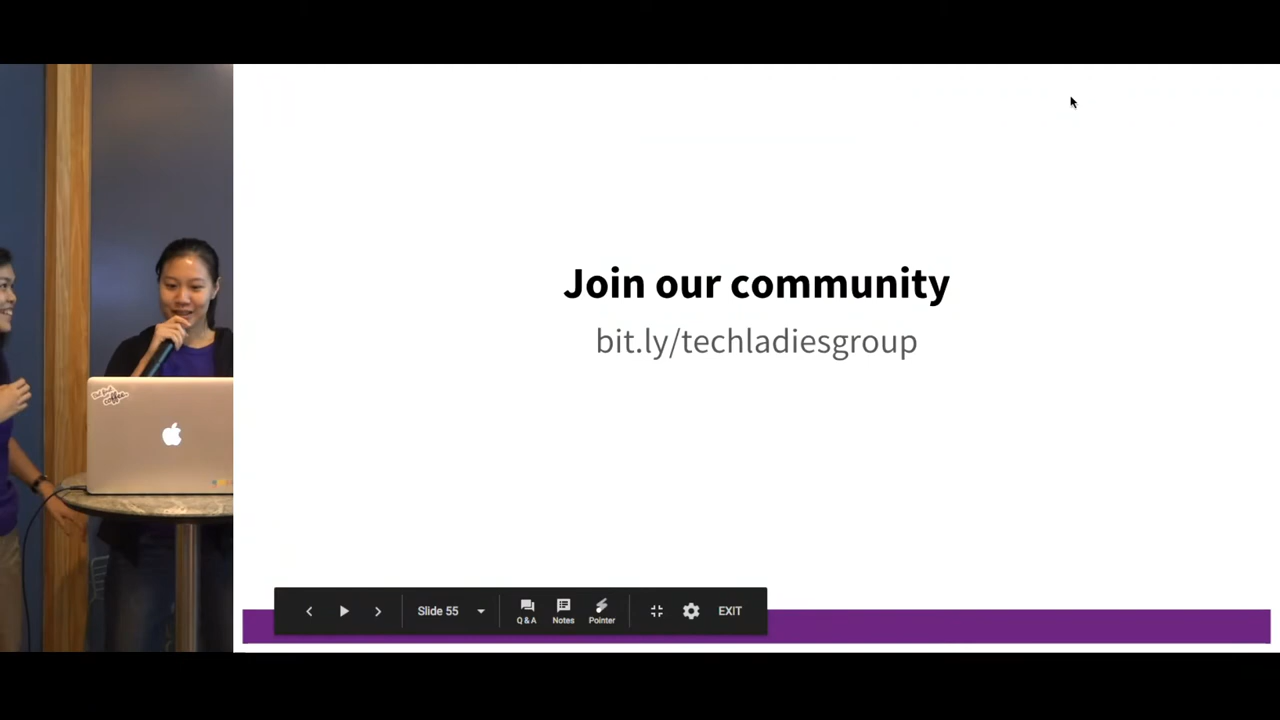 Join our community
bit.ly/techladiesgroup
Slide 55
Q & A
Notes
Pointer
EXIT